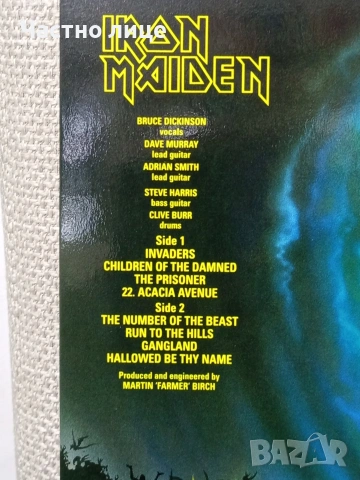 Частно лице
IRON
MAIDEN
BRUCE DICKINSON
vocals
DAVE MURRAY
lead guitar
ADRIAN SMITH
lead guitar
STEVE HARRIS
bass guitar
CLIVE BURR
drums
Side 1
INVADERS
CHILDREN OF THE DAMNED
THE PRISONER
22. ACACIA AVENUE
Side 2
THE NUMBER OF THE BEAST
RUN TO THE HILLS
GANGLAND
HALLOWED BE THY NAME
Produced and engineered by
MARTIN 'FARMER' BIRCH
BAZAR